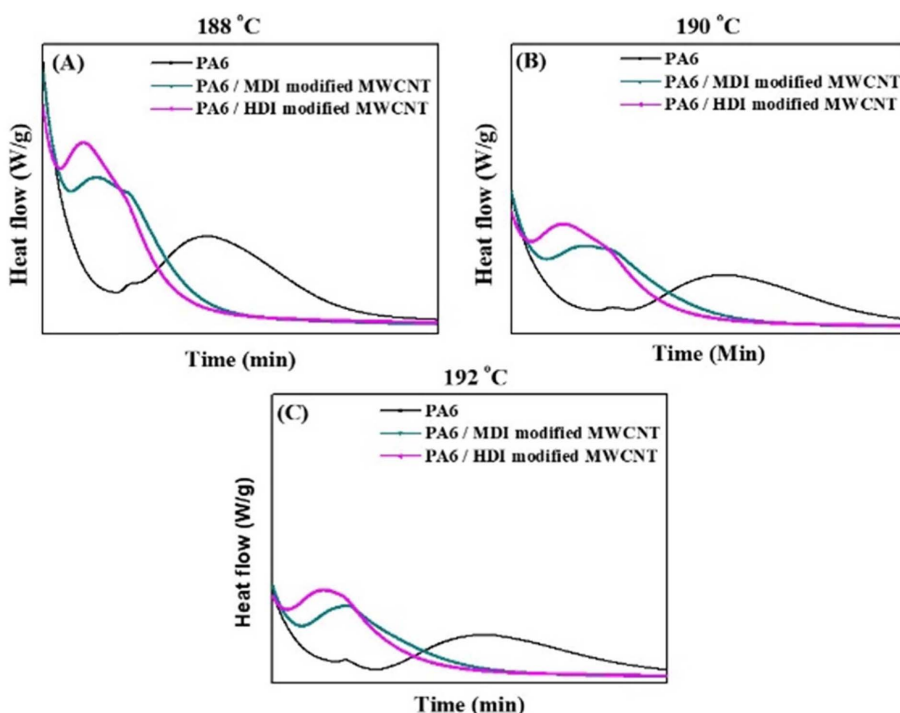 188 °C
(A)
PA6
PA6 / MDI modified MWCNT
PA6 / HDI modified MWCNT
Heat flow (W/g)
Time (min)
190 °C
(B)
PA6
PA6 / MDI modified MWCNT
PA6 / HDI modified MWCNT
Heat flow (W/g)
Time (Min)
192 °C
(C)
PA6
PA6 / MDI modified MWCNT
PA6 / HDI modified MWCNT
Heat flow (W/g)
Time (min)